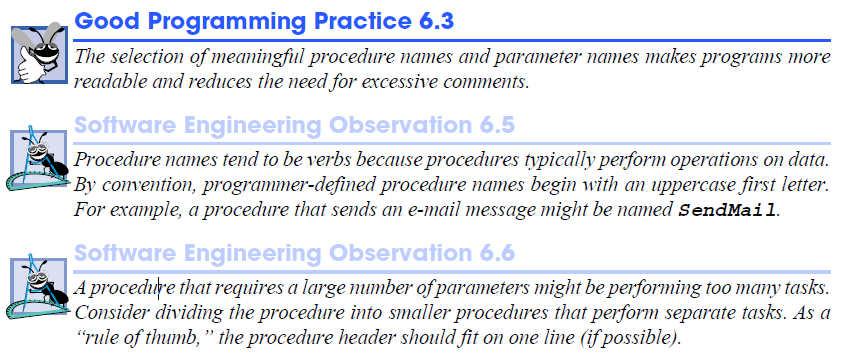 Good Programming Practice 6.3
The selection of meaningful procedure names and parameter names makes programs more
readable and reduces the need for excessive comments.
Software Engineering Observation 6.5
Procedure names tend to be verbs because procedures typically perform operations on data.
By convention, programmer-defined procedure names begin with an uppercase first letter.
For example, a procedure that sends an e-mail message might be named SendMail.
Software Engineering Observation 6.6
A procedure that requires a large number of parameters might be performing too many tasks.
Consider dividing the procedure into smaller procedures that perform separate tasks. As a
“rule of thumb,” the procedure header should fit on one line (if possible).